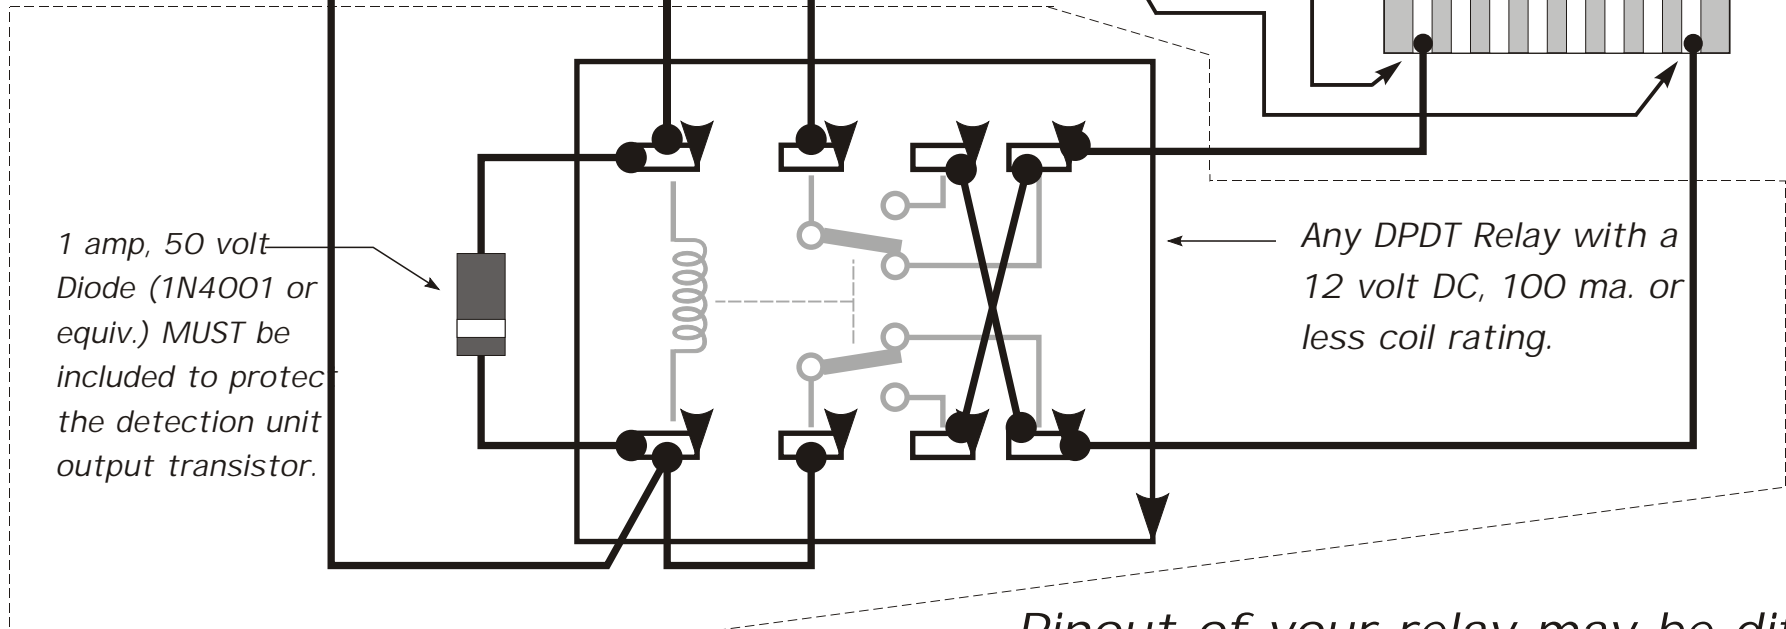 1 amp, 50 volt
Diode (1N4001 or
equiv.) MUST be
included to protect
the detection unit
output transistor.
Any DPDT Relay with a
12 volt DC, 100 ma. or
less coil rating.
Pinout of your relay may be